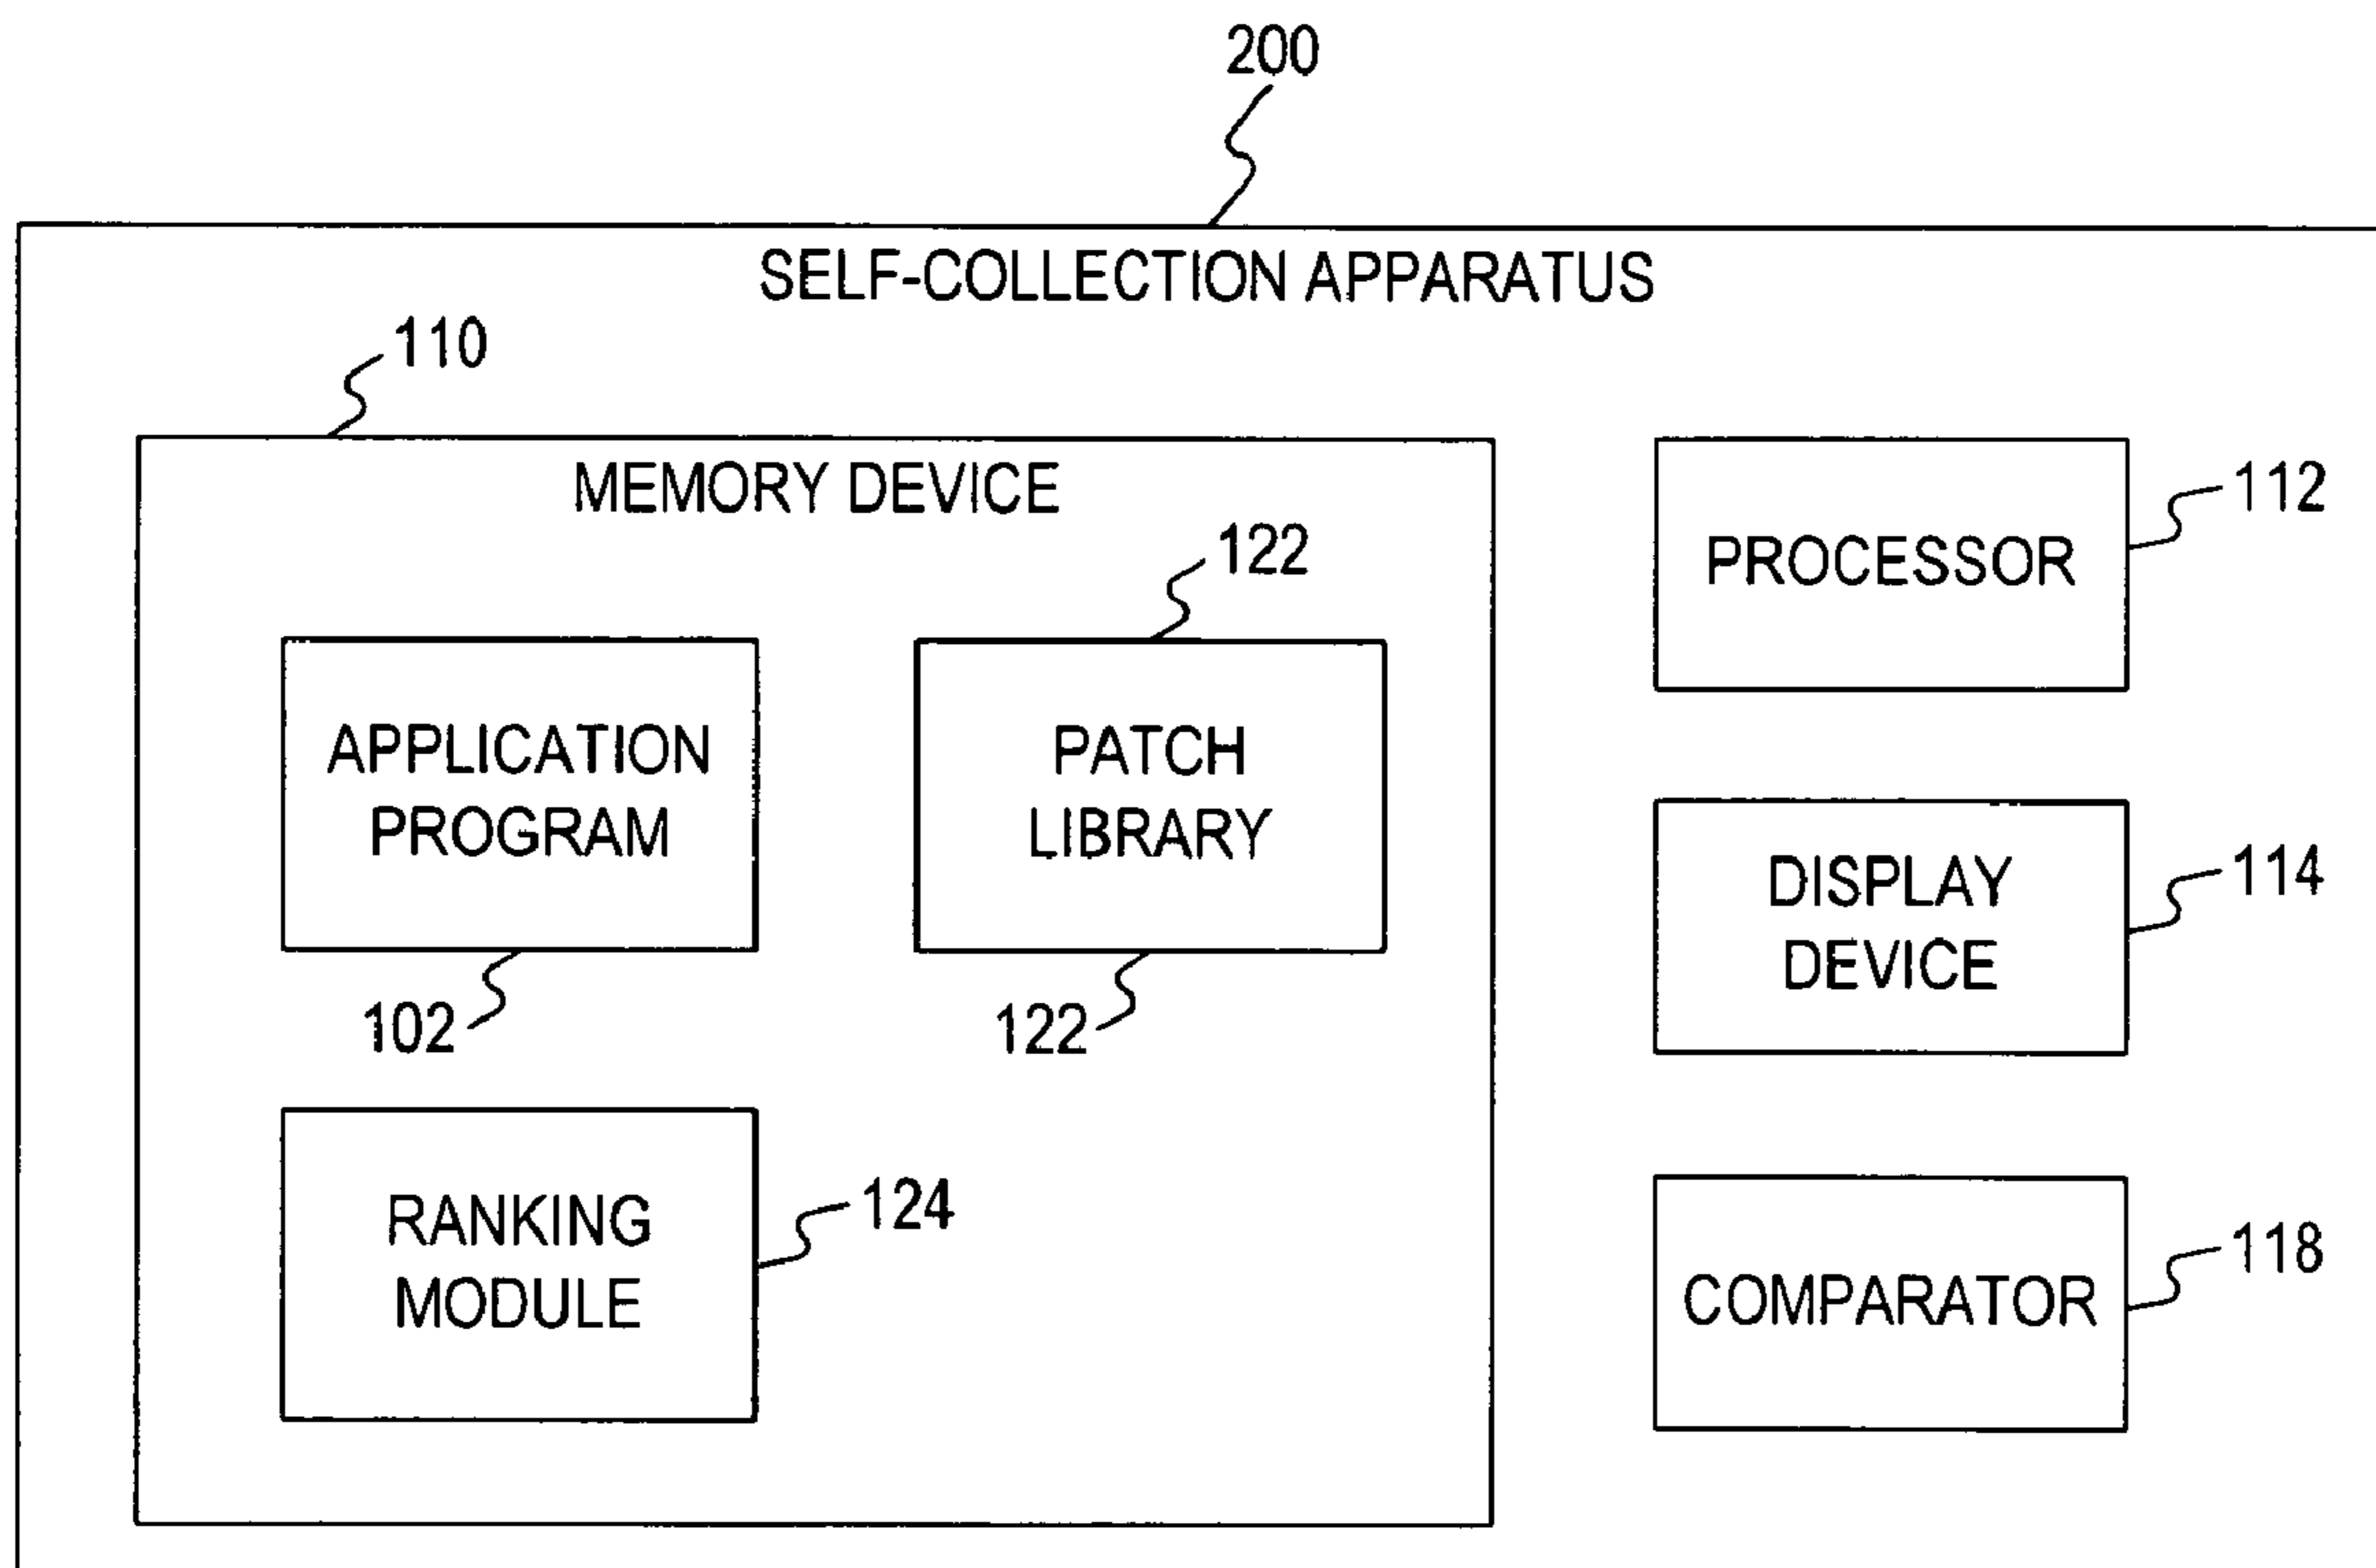 200
SELF-COLLECTION APPARATUS
110
MEMORY DEVICE
122
APPLICATION
PROGRAM
102
PATCH
LIBRARY
122
RANKING
MODULE
124
PROCESSOR
112
DISPLAY
DEVICE
114
COMPARATOR
118